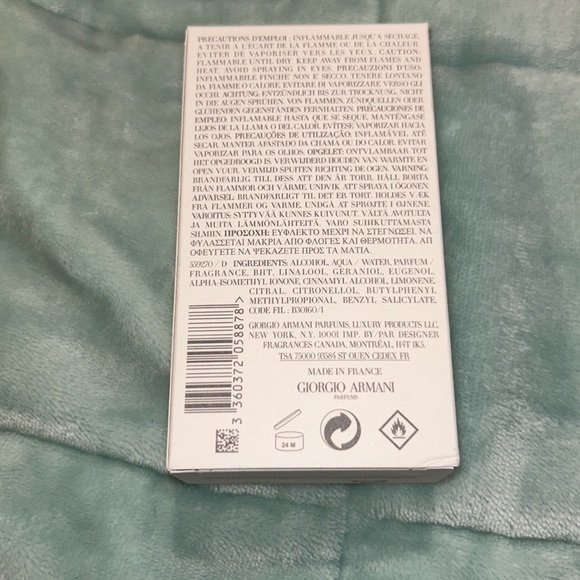 PRECAUTIONS D'EMPLOI : INFLAMMABLE JUSQU'A SECHAGE.
A TENIR A L'ECART DE LA FLAMME OU DE LA CHALEUR.
EVITER DE VAPORISER VERS LES YEUX. CAUTION:
FLAMMABLE UNTIL DRY. KEEP AWAY FROM FLAMES AND
HEAT. AVOID SPRAYING IN EYES. PRECAUZIONI D'USO:
INFIAMMABILE FINCHE' NON E' SECCO. TENERE LONTANO
DA FIAMME O CALORE. EVITARE DI VAPORIZZARE VERSO GLI
OCCHI. ACHTUNG: ENTZÜNDLICH BIS ZUR TROCKNUNG. NICHT
IN DIE AUGEN SPRÜHEN. VON FLAMMEN, ZÜNDQUELLEN ODER
GLÜHENDEN GEGENSTÄNDEN FERNHALTEN. PRECAUCIONES DE
EMPLEO: INFLAMABLE HASTA QUE SE SEQUE. MANTÉNGASE
LEJOS DE LA LLAMA O DEL CALOR. EVÍTESE VAPORIZAR HACIA
LOS OJOS. PRECAUÇÕES DE UTILIZAÇÃO: INFLAMÁVEL ATÉ
SECAR. MANTER AFASTADO DA CHAMA OU DO CALOR. EVITAR
VAPORIZAR PARA OS OLHOS. OPGELET: ONTVLAMBAAR TOT
HET OPGEDROOGD IS. VERWIJDERD HOUDEN VAN WARMTE EN
OPEN VUUR. VERMIJD SPUITEN RICHTING DE OGEN. VARNING:
BRANDFARLIG TILL DESS ATT DEN ÄR TORR. HÅLL BORTA
FRÅN FLAMMOR OCH VÄRME. UNDVIK ATT SPRAYA I ÖGONEN.
ADVARSEL: BRANDFARLIGT TIL DET ER TØRT. HOLDES VÆK
FRA FLAMMER OG VARME. UNDGÅ AT SPRØJTE I ØJNENE.
VAROITUS: SYTTYVÄÄ KUNNES KUIVUNUT. VÄLTÄ AVOTULTA
JA MUITA LÄMMÖNLÄHTEITÄ. VARO SUIHKUTTAMASTA
SILMIIN. ΠΡΟΣΟΧΗ: ΕΥΦΛΕΚΤΟ ΜΕΧΡΙ ΝΑ ΣΤΕΓΝΩΣΕΙ. ΝΑ
ΦΥΛΑΣΣΕΤΑΙ ΜΑΚΡΙΑ ΑΠΟ ΦΛΟΓΕΣ ΚΑΙ ΘΕΡΜΟΤΗΤΑ. ΑΠ
ΟΦΕΥΓΕΤΕ ΝΑ ΨΕΚΑΖΕΤΕ ΠΡΟΣ ΤΑ ΜΑΤΙΑ.
559270 / D INGREDIENTS: ALCOHOL, AQUA / WATER, PARFUM /
FRAGRANCE, BHT, LINALOOL, GERANIOL, EUGENOL,
ALPHA-ISOMETHYL IONONE, CINNAMYL ALCOHOL, LIMONENE,
CITRAL, CITRONELLOL, BUTYLPHENYL
METHYLPROPIONAL, BENZYL SALICYLATE.
CODE FIL : B30160/1
GIORGIO ARMANI PARFUMS, LUXURY PRODUCTS LLC,
NEW YORK, N.Y. 10001 IMP. BY/PAR DESIGNER
FRAGRANCES CANADA, MONTRÉAL, H4T 1K5.
TSA 75000 93584 ST OUEN CEDEX-FR
MADE IN FRANCE
GIORGIO ARMANI
PARFUMS
3 360372 058878 >
24 M